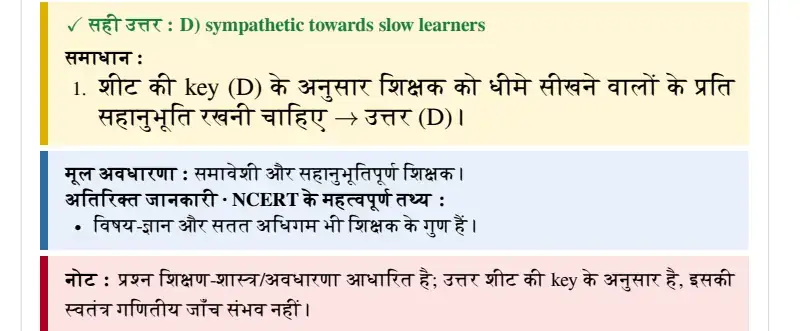 ✓ सही उत्तर : D) sympathetic towards slow learners
समाधान :
1. शीट की key (D) के अनुसार शिक्षक को धीमे सीखने वालों के प्रति
सहानुभूति रखनी चाहिए → उत्तर (D)।
मूल अवधारणा : समावेशी और सहानुभूतिपूर्ण शिक्षक।
अतिरिक्त जानकारी · NCERT के महत्वपूर्ण तथ्य :
• विषय-ज्ञान और सतत अधिगम भी शिक्षक के गुण हैं।
नोट : प्रश्न शिक्षण-शास्त्र/अवधारणा आधारित है; उत्तर शीट की key के अनुसार है, इसकी
स्वतंत्र गणितीय जाँच संभव नहीं।